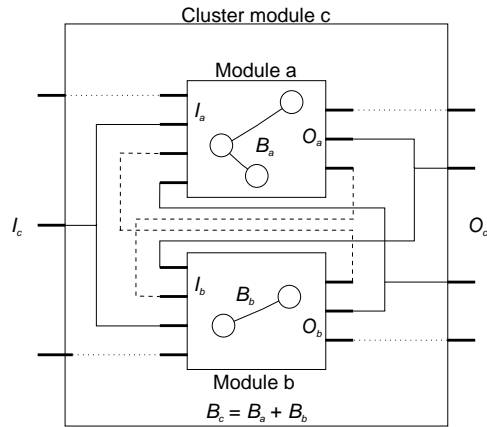 Cluster module c
Module a
I_a
B_a
O_a
I_c
O_c
I_b
B_b
O_b
Module b
B_c = B_a + B_b